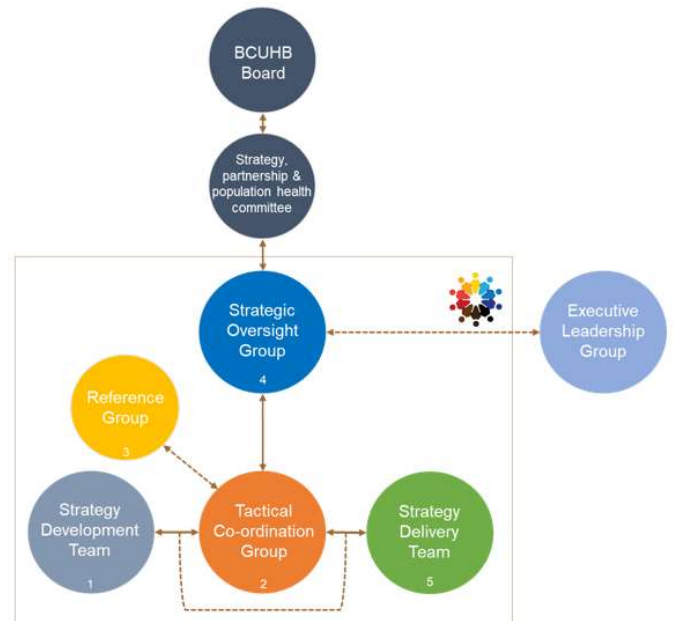 BCUHB
Board
Strategy,
partnership &
population health
committee
Strategic
Oversight
Group
4
Executive
Leadership
Group
Reference
Group
3
Strategy
Development
Team
1
Tactical
Co-ordination
Group
2
Strategy
Delivery
Team
5